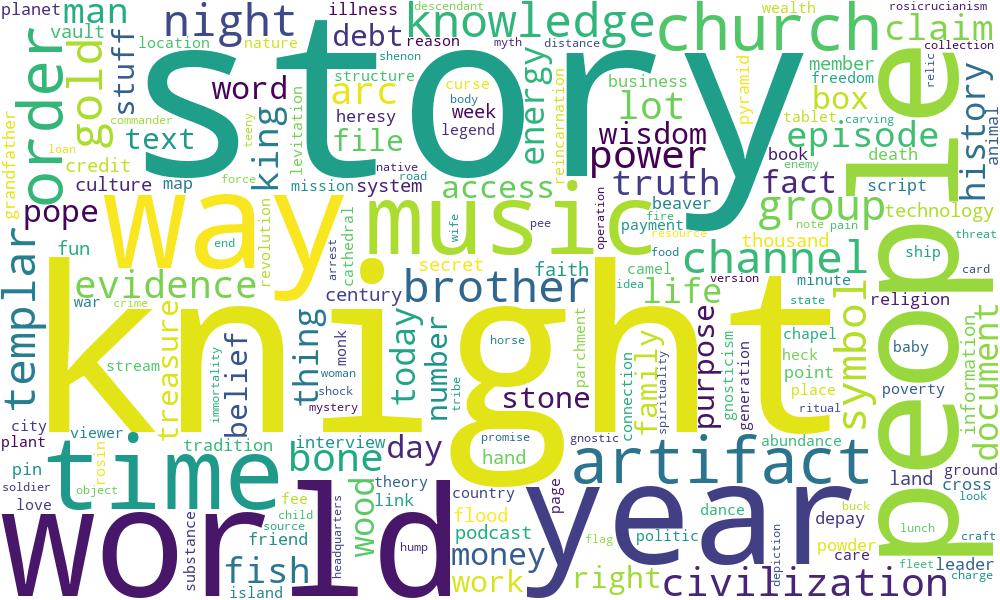 planet
vault
man
night
illness
descendant
knowledge
church
wealth
rosicrucianism
claim
collection
order
gold
stuff
location
nature
debt
reason
myth
distance
shenon
structure
word
arc
curse
body
week
legend
energy
business
lot
wisdom
power
pyramid
member
freedom
box
tablet
carving
episode
relic
history
animal
story
grandfather
commander
loan
text
teeny
king
levitation
heresy
file
credit
culture
map
force
mission
native
road
system
access
reincarnation
truth
book
enemy
fact
death
script
technology
people
pope
way
music
beaver
payment
fire
resource
group
note
pain
thousand
fun
end
revolution
arrest
cathedral
wife
pee
operation
channel
ship
threat
templar
evidence
secret
century
brother
faith
camel
idea
life
version
minute
state
card
religion
war
crime
treasure
stream
immortality
belief
thing
monk
woman
shock
mystery
today
number
tribe
knight
horse
stone
parchment
connection
family
spirituality
purpose
gnosticism
generation
chapel
heck
point
place
ritual
symbol
baby
poverty
information
document
city
plant
viewer
tradition
interview
bone
day
promise
hand
gnostic
abundance
pin
soldier
love
time
rosin
object
theory
link
artifact
land
ground
cross
look
world
substance
fee
child
source
friend
headquarters
wood
hump
country
flood
podcast
money
work
page
year
dance
politic
flag
depiction
depay
powder
care
buck
lunch
craft
fleet
leader
charge
fish
island
right
civilization